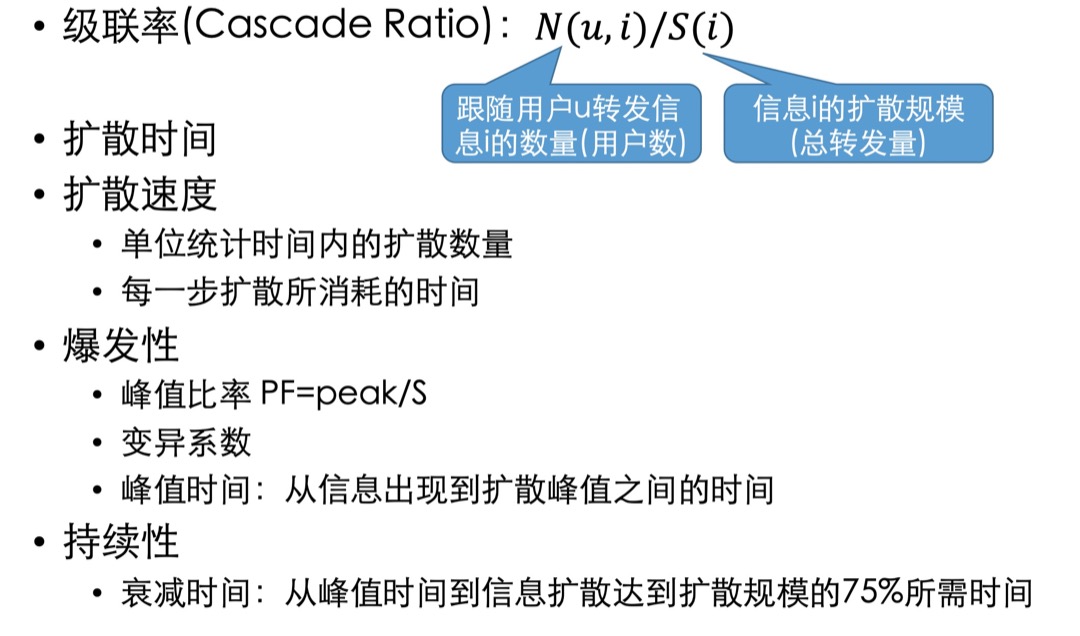 • 级联率(Cascade Ratio)：N(u,i)/S(i)
跟随用户u转发信
息i的数量(用户数)
信息i的扩散规模
(总转发量)
• 扩散时间
• 扩散速度
• 单位统计时间内的扩散数量
• 每一步扩散所消耗的时间
• 爆发性
• 峰值比率 PF=peak/S
• 变异系数
• 峰值时间：从信息出现到扩散峰值之间的时间
• 持续性
• 衰减时间：从峰值时间到信息扩散达到扩散规模的75%所需时间